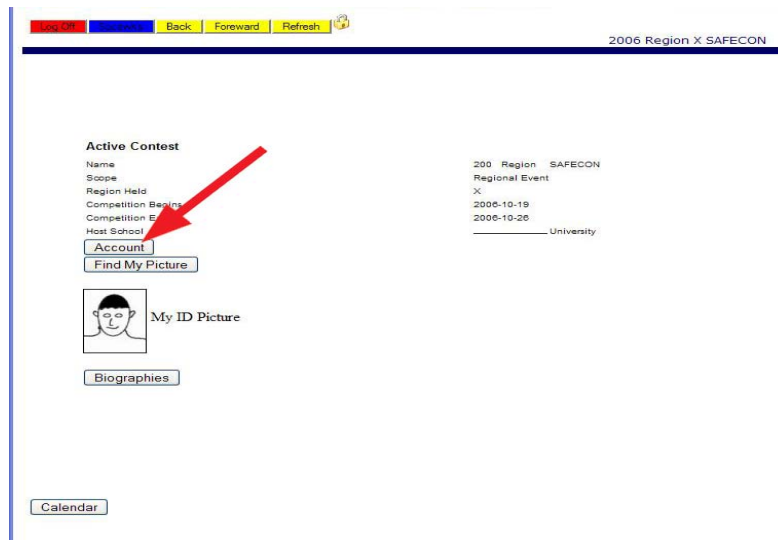 Log Off Back Foreward Refresh
2006 Region X SAFECON
Active Contest
Name 200 Region SAFECON
Scope Regional Event
Region Held X
Competition Begins 2006-10-19
Competition E 2006-10-26
Host School University
Account
Find My Picture
My ID Picture
Biographies
Calendar